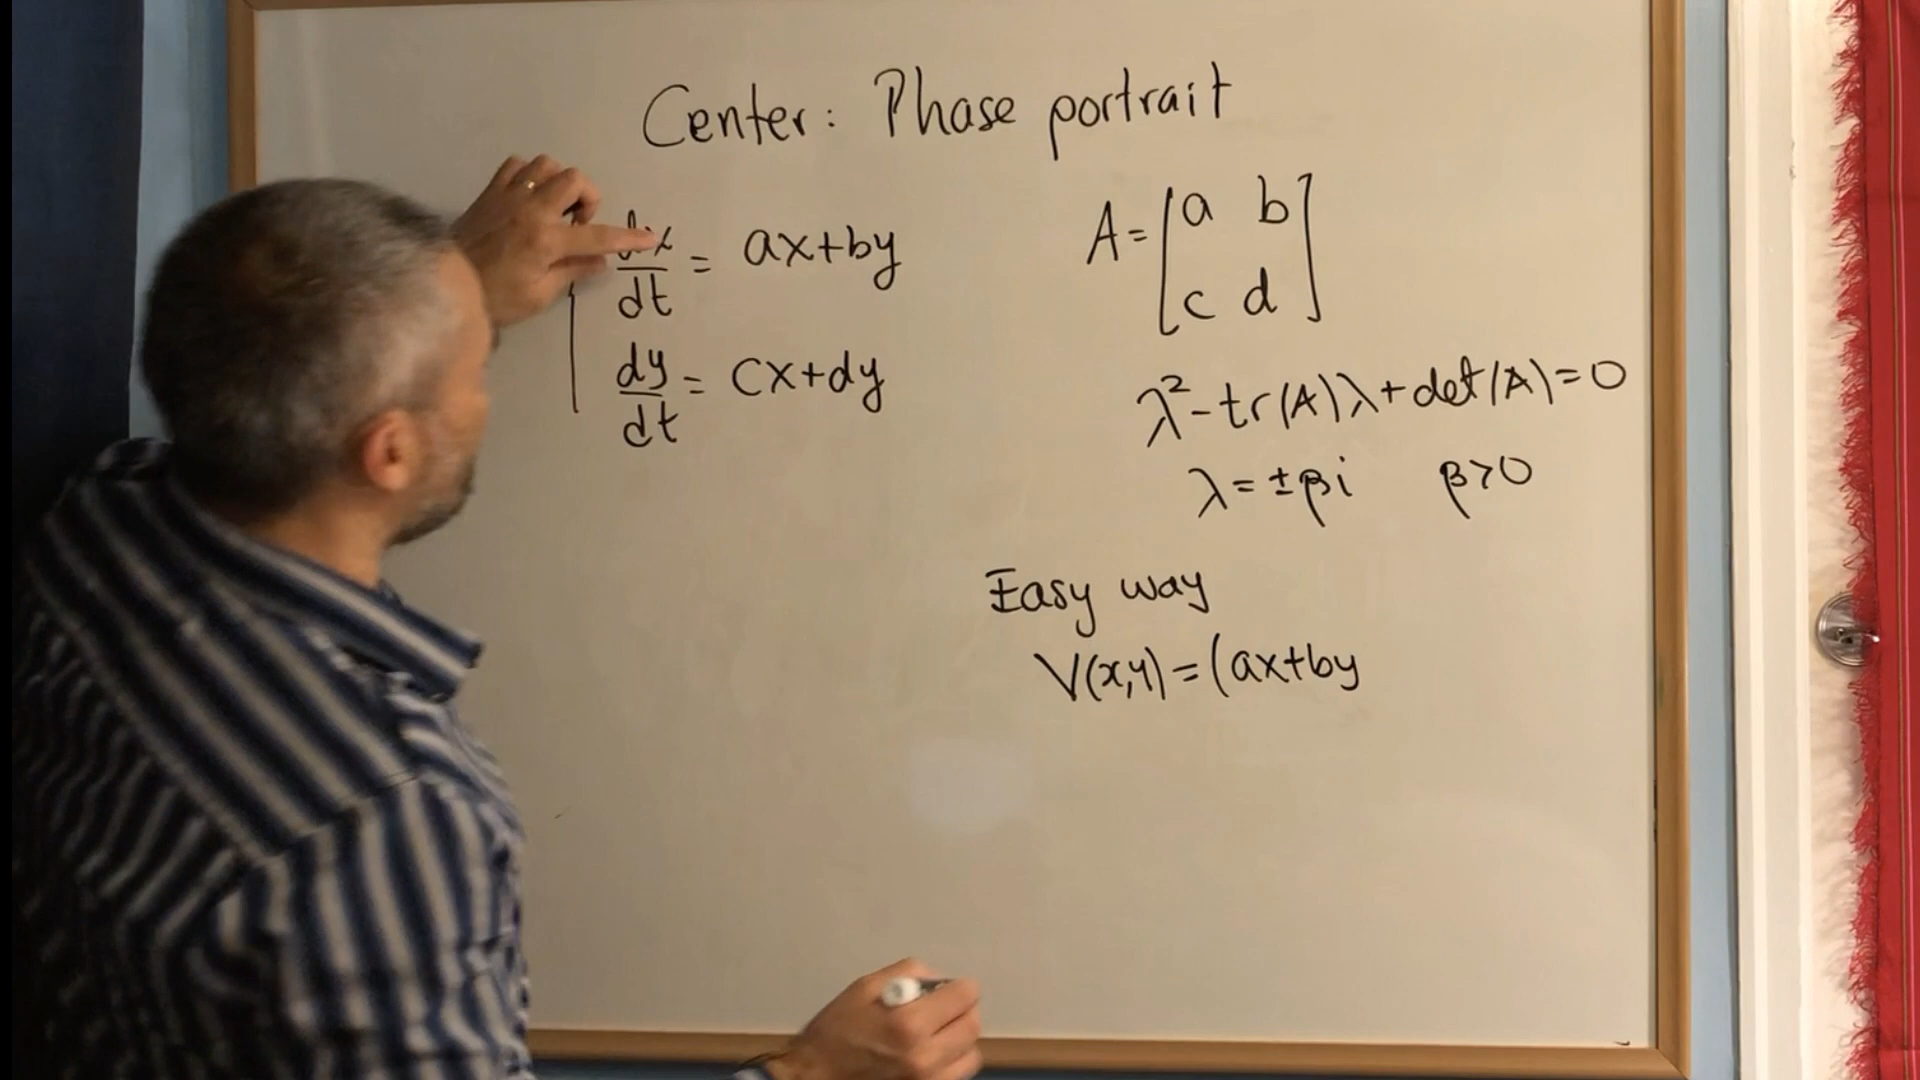 Center: Phase portrait
dx/dt = ax+by
dy/dt = cx+dy
A = [a b
c d]
λ² - tr(A)λ + det(A) = 0
λ = ±βi β>0
Easy way
V(x,y) = (ax+by